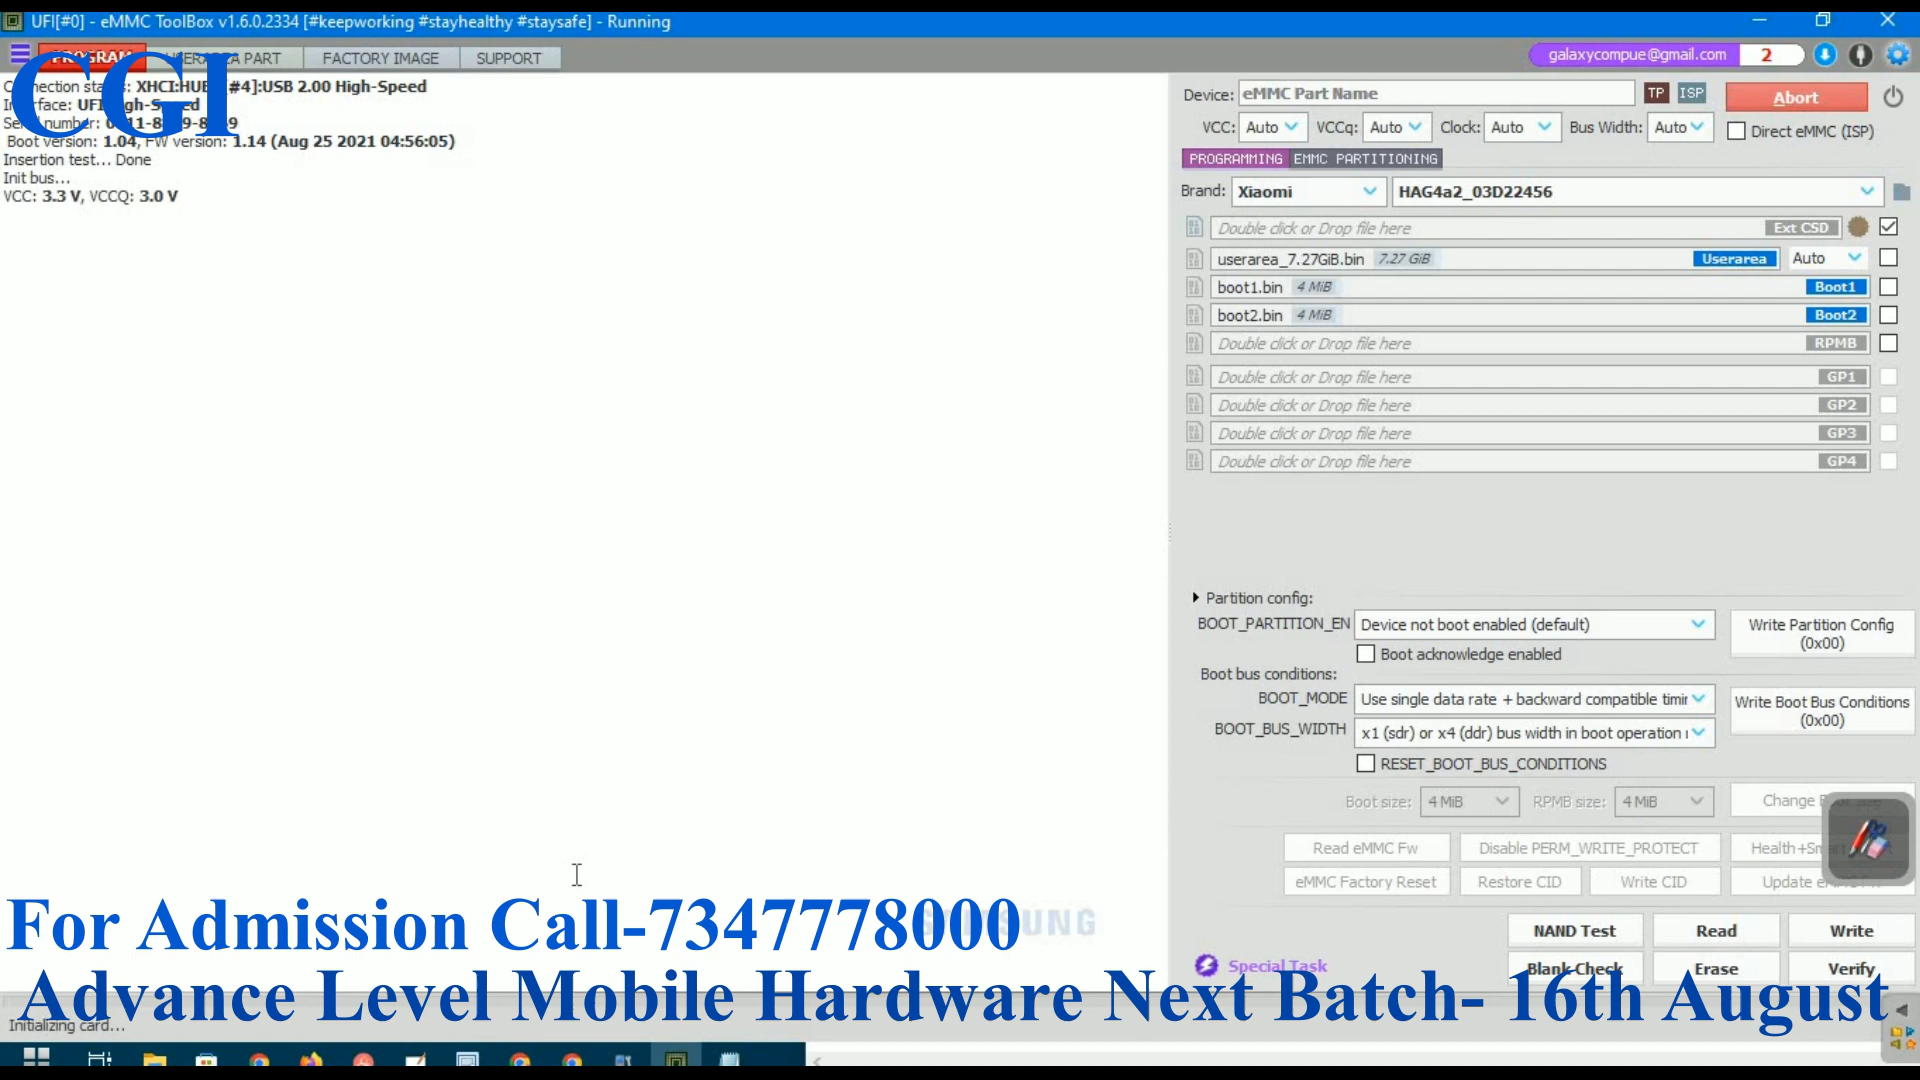 UFI[#0] - eMMC ToolBox v1.6.0.2334 [#keepworking #stayhealthy #staysafe] - Running
PROGRAM
PART
FACTORY IMAGE
SUPPORT
galaxycompue@gmail.com
2
CGI
XHCI:HUB #4]:USB 2.00 High-Speed
Boot version: 1.04, FW version: 1.14 (Aug 25 2021 04:56:05)
Insertion test... Done
Init bus...
VCC: 3.3 V, VCCQ: 3.0 V
Device: eMMC Part Name
TP
ISP
Abort
VCC: Auto VCCq: Auto Clock: Auto Bus Width: Auto Direct eMMC (ISP)
PROGRAMMING EMMC PARTITIONING
Brand: Xiaomi HAG4a2_03D22456
Double click or Drop file here Ext CSD
userarea_7.27GiB.bin 7.27 GiB Userarea Auto
boot1.bin 4 MiB Boot1
boot2.bin 4 MiB Boot2
Double click or Drop file here RPMB
Double click or Drop file here GP1
Double click or Drop file here GP2
Double click or Drop file here GP3
Double click or Drop file here GP4
Partition config:
BOOT_PARTITION_EN Device not boot enabled (default)
Write Partition Config
(0x00)
Boot acknowledge enabled
Boot bus conditions:
BOOT_MODE Use single data rate + backward compatible timir
Write Boot Bus Conditions
(0x00)
BOOT_BUS_WIDTH x1 (sdr) or x4 (ddr) bus width in boot operation
RESET_BOOT_BUS_CONDITIONS
Boot size: 4 MiB RPMB size: 4 MiB Change
Read eMMC Fw Disable PERM_WRITE_PROTECT
eMMC Factory Reset Restore CID Write CID Update
NAND Test Read Write
Special Task
Blank Check Erase Verify
For Admission Call-7347778000
Advance Level Mobile Hardware Next Batch- 16th August
Initializing card...